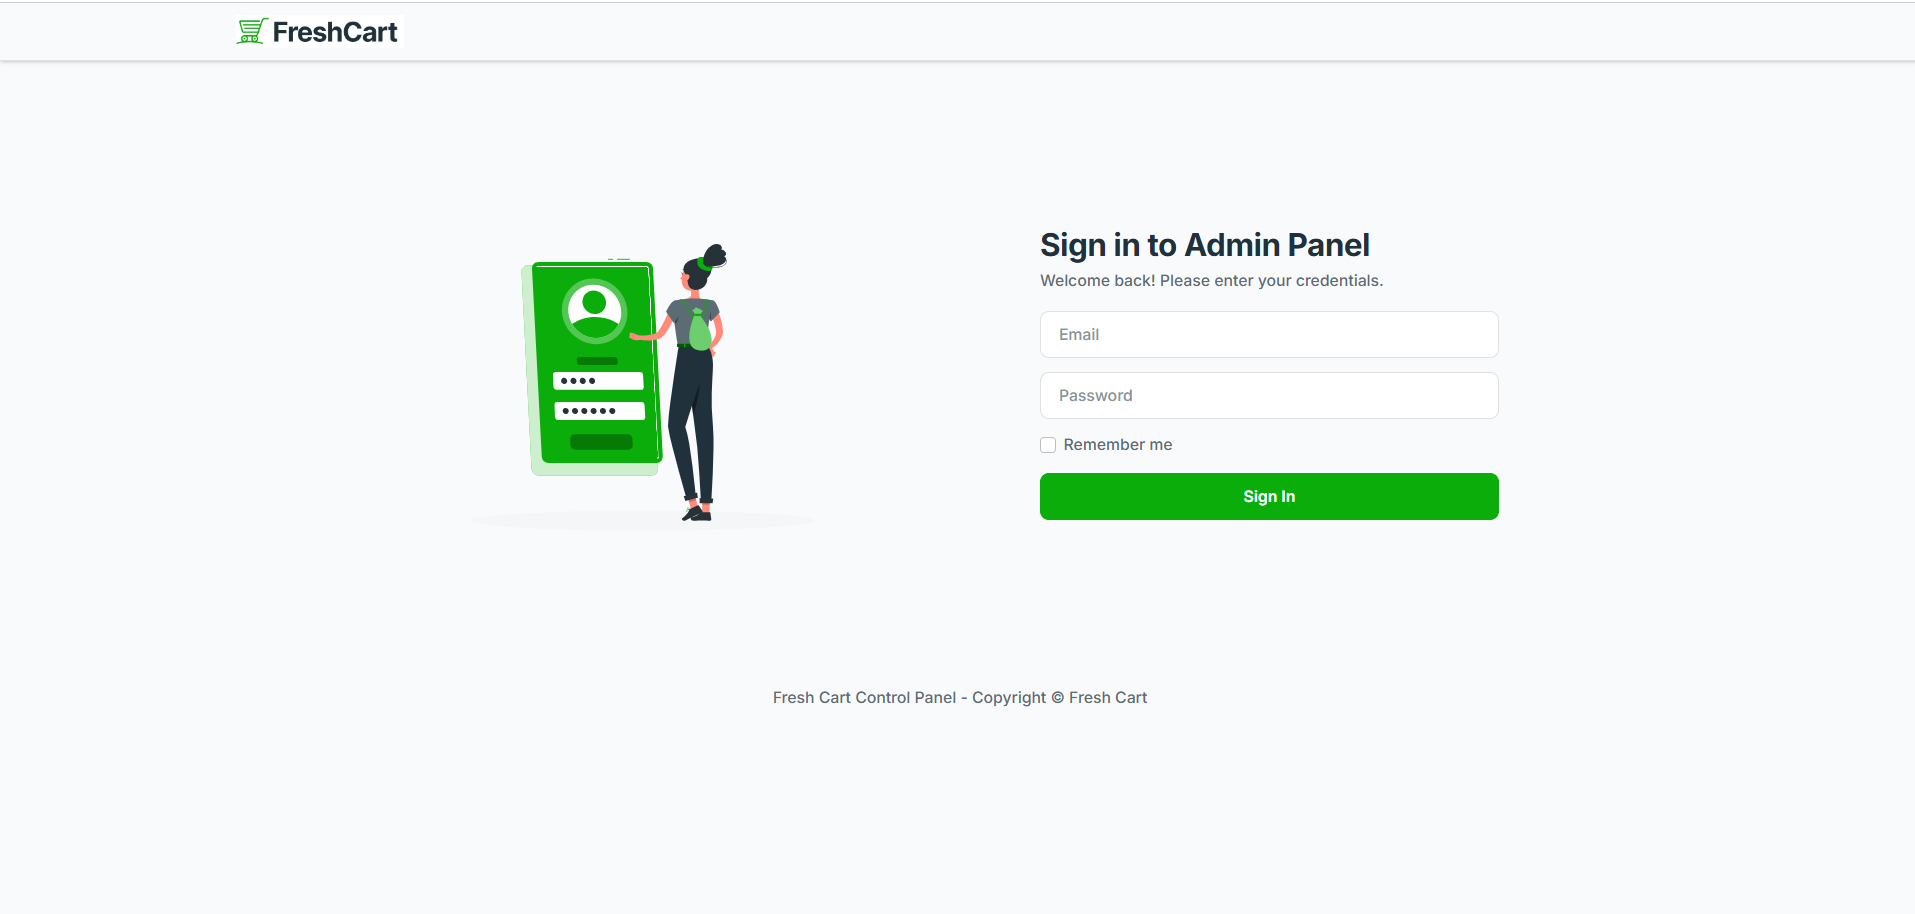 FreshCart
Sign in to Admin Panel
Welcome back! Please enter your credentials.
Email
Password
Remember me
Sign In
Fresh Cart Control Panel - Copyright © Fresh Cart